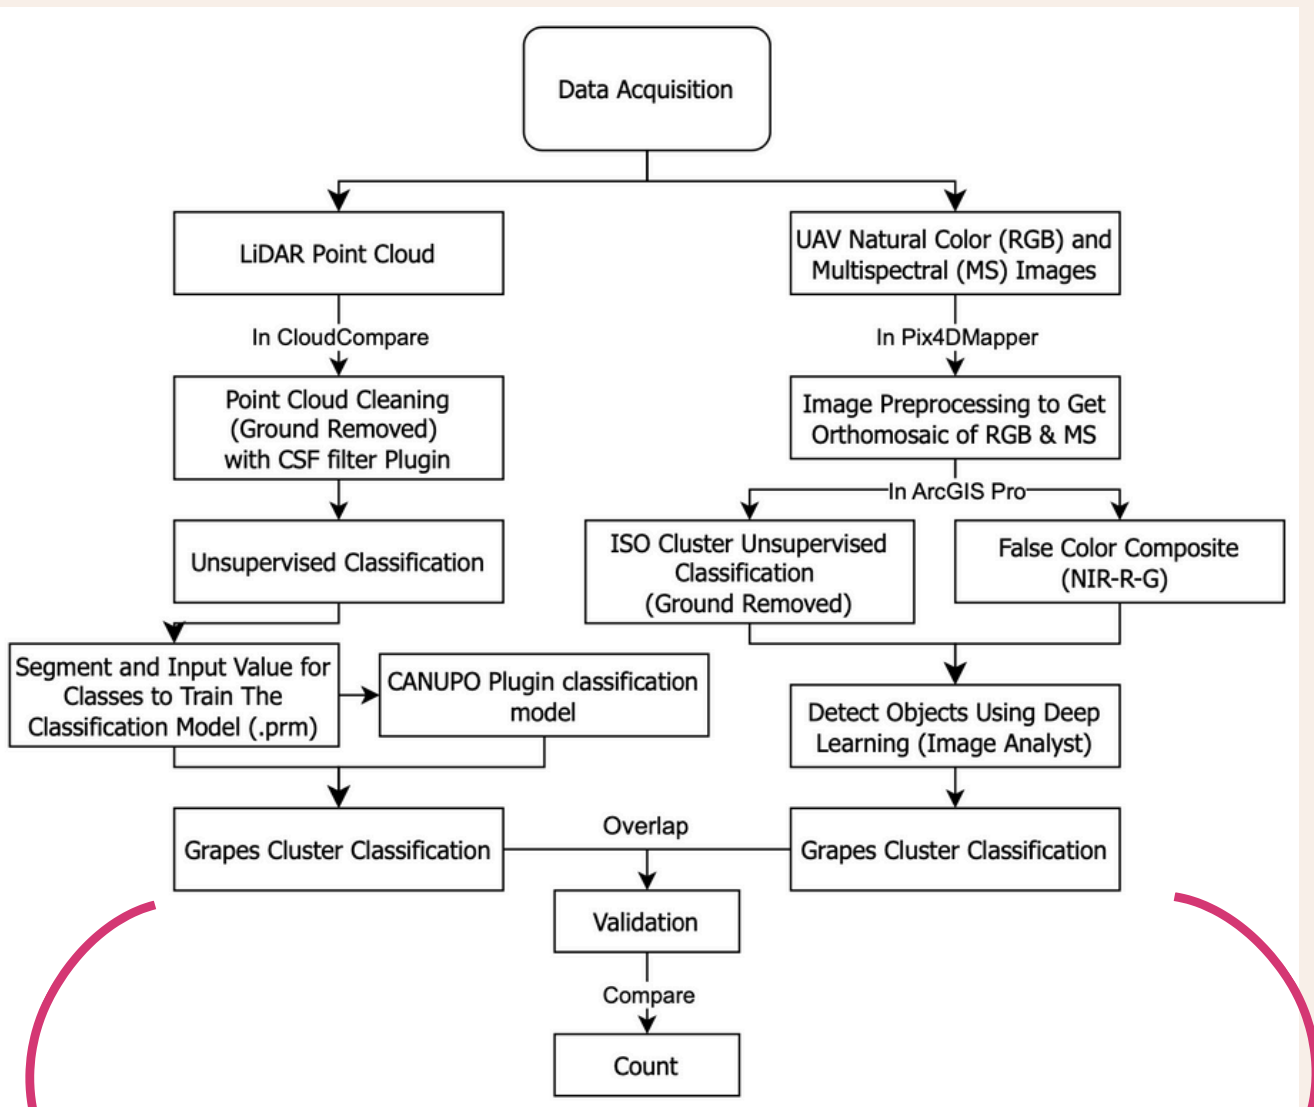 Data Acquisition
LiDAR Point Cloud
UAV Natural Color (RGB) and
Multispectral (MS) Images
In CloudCompare
In Pix4DMapper
Point Cloud Cleaning
(Ground Removed)
with CSF filter Plugin
Image Preprocessing to Get
Orthomosaic of RGB & MS
In ArcGIS Pro
Unsupervised Classification
ISO Cluster Unsupervised
Classification
(Ground Removed)
False Color Composite
(NIR-R-G)
Segment and Input Value for
Classes to Train The
Classification Model (.prm)
CANUPO Plugin classification
model
Detect Objects Using Deep
Learning (Image Analyst)
Grapes Cluster Classification
Overlap
Grapes Cluster Classification
Validation
Compare
Count